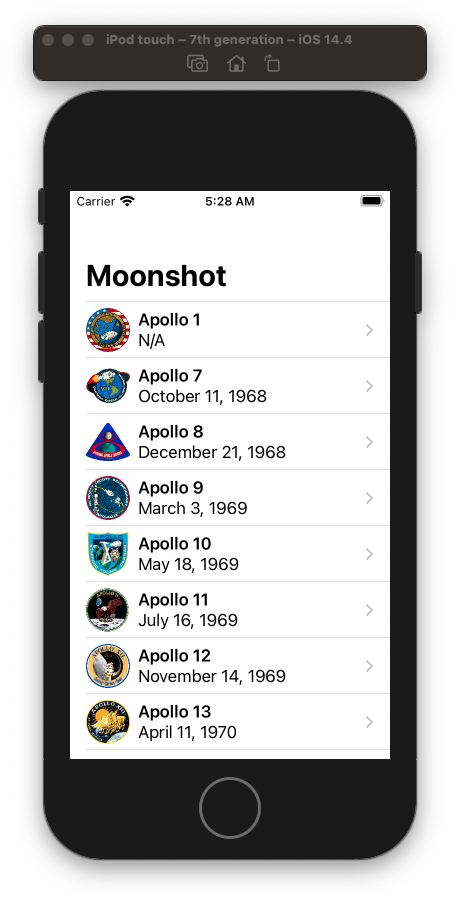 iPod touch – 7th generation – iOS 14.4
Carrier 5:28 AM
Moonshot
Apollo 1
N/A
Apollo 7
October 11, 1968
Apollo 8
December 21, 1968
Apollo 9
March 3, 1969
Apollo 10
May 18, 1969
Apollo 11
July 16, 1969
Apollo 12
November 14, 1969
APOLLO XIII
Apollo 13
April 11, 1970